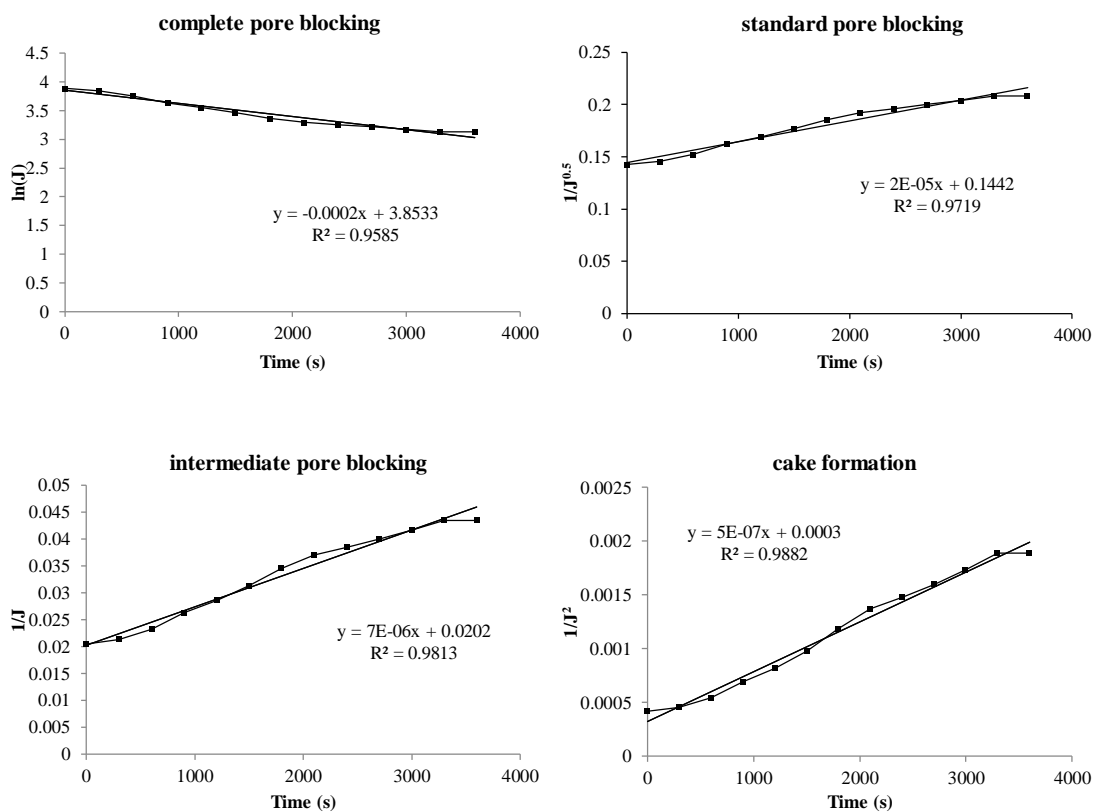 complete pore blocking
4.5
4
3.5
3
2.5
2
1.5
1
0.5
0
ln(J)
y = -0.0002x + 3.8533
R² = 0.9585
0 1000 2000 3000 4000
Time (s)
standard pore blocking
0.25
0.2
0.15
0.1
0.05
0
1/J^0.5
y = 2E-05x + 0.1442
R² = 0.9719
0 1000 2000 3000 4000
Time (s)
intermediate pore blocking
0.05
0.045
0.04
0.035
0.03
0.025
0.02
0.015
0.01
0.005
0
1/J
y = 7E-06x + 0.0202
R² = 0.9813
0 1000 2000 3000 4000
Time (s)
cake formation
0.0025
0.002
0.0015
0.001
0.0005
0
1/J²
y = 5E-07x + 0.0003
R² = 0.9882
0 1000 2000 3000 4000
Time (s)